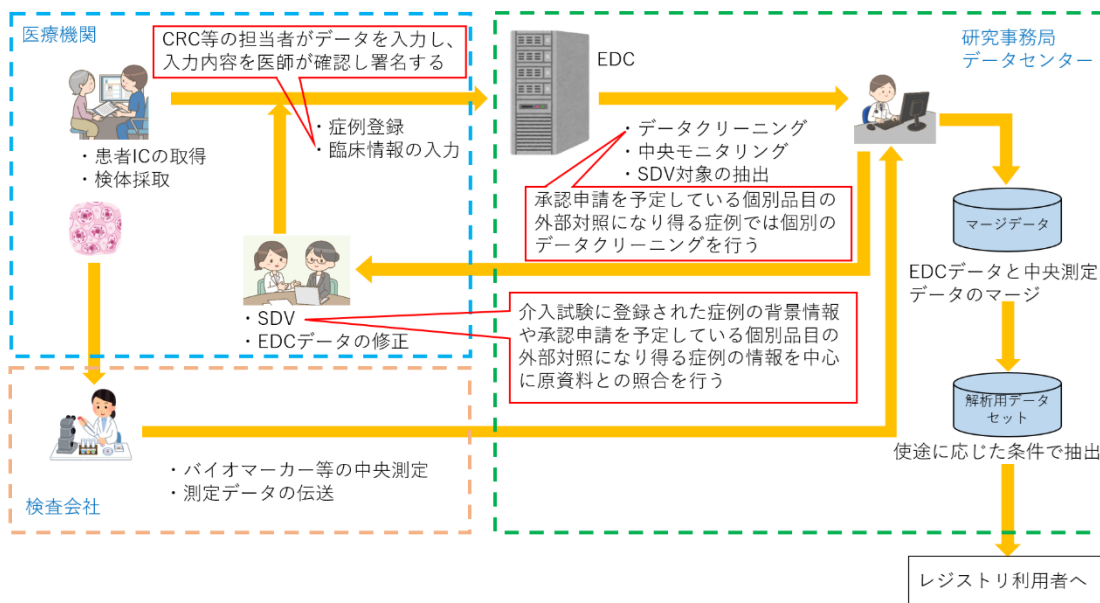 医療機関
CRC等の担当者がデータを入力し、
入力内容を医師が確認し署名する
・患者ICの取得
・検体採取
・症例登録
・臨床情報の入力
・SDV
・EDCデータの修正
検査会社
・バイオマーカー等の中央測定
・測定データの伝送
EDC
研究事務局
データセンター
・データクリーニング
・中央モニタリング
・SDV対象の抽出
承認申請を予定している個別品目の
外部対照になり得る症例では個別の
データクリーニングを行う
介入試験に登録された症例の背景情報
や承認申請を予定している個別品目の
外部対照になり得る症例の情報を中心
に原資料との照合を行う
マージデータ
EDCデータと中央測定
データのマージ
解析用データ
セット
使途に応じた条件で抽出
レジストリ利用者へ